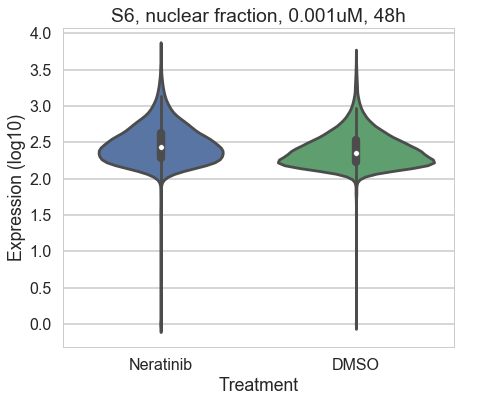 S6, nuclear fraction, 0.001uM, 48h
4.0
3.5
3.0
2.5
2.0
1.5
1.0
0.5
0.0
Expression (log10)
Neratinib DMSO
Treatment